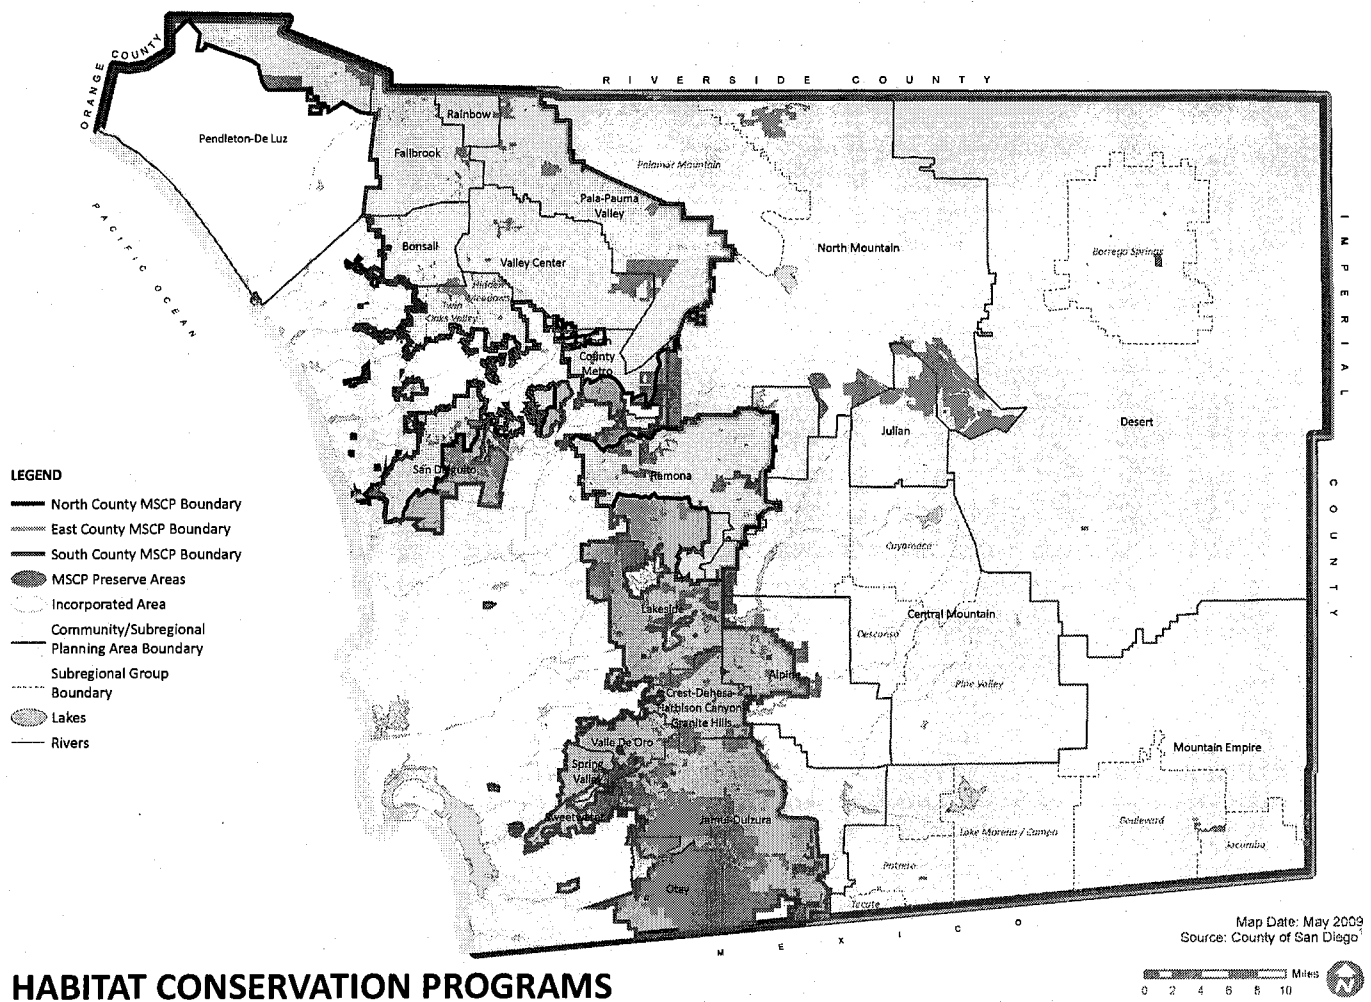 ORANGE COUNTY
RIVERSIDE COUNTY
Pendleton-De Luz
Rainbow
Fallbrook
Palomar Mountain
Pala-Pauma
Valley
PACIFIC OCEAN
Bonsall
Valley Center
North Mountain
Borrego Springs
IMPERIAL
COUNTY
Hidden
Meadows
Twin
Oaks Valley
County
Metro
Julian
Desert
San Dieguito
Ramona
LEGEND
North County MSCP Boundary
East County MSCP Boundary
South County MSCP Boundary
MSCP Preserve Areas
Incorporated Area
Community/Subregional
Planning Area Boundary
Subregional Group
Boundary
Lakes
Rivers
Cuyamaca
Lakeside
Central Mountain
Descanso
Alpine
Pine Valley
Crest-Dehesa
Harbison Canyon
Granite Hills
Valle De Oro
Spring
Valley
Mountain Empire
Sweetwater
Jamul-Dulzura
Lake Morena / Campo
Boulevard
Jacumba
Potrero
Otay
Tecate
MEXICO
Map Date: May 2009
Source: County of San Diego
HABITAT CONSERVATION PROGRAMS
0 2 4 6 8 10 Miles
N